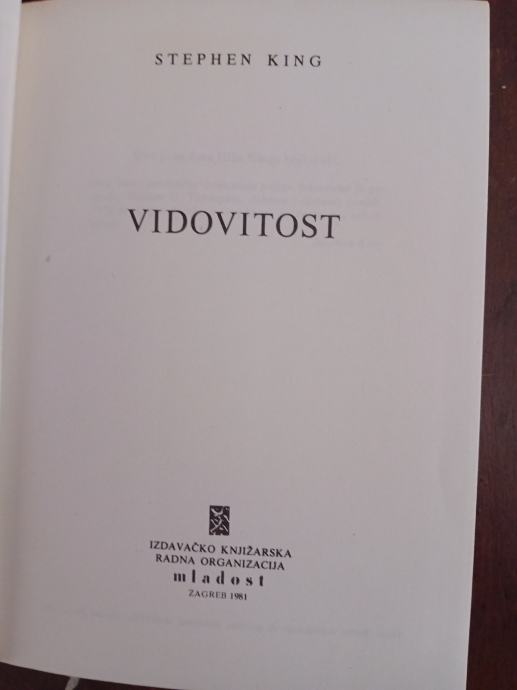 STEPHEN KING
VIDOVITOST
IZDAVAČKO KNJIŽARSKA
RADNA ORGANIZACIJA
mladost
ZAGREB 1981